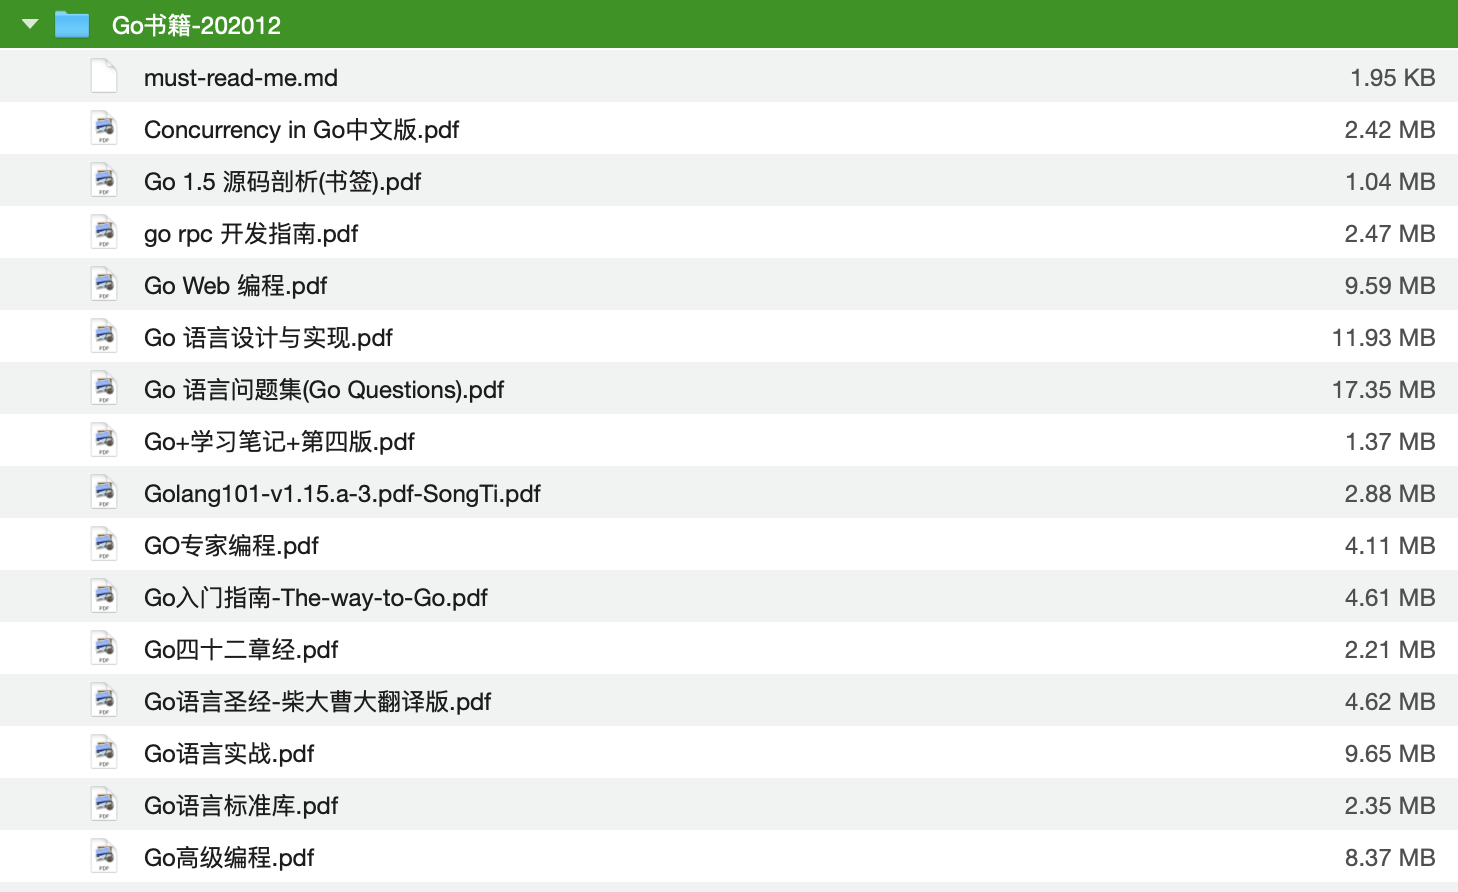 Go书籍-202012
must-read-me.md 1.95 KB
Concurrency in Go中文版.pdf 2.42 MB
Go 1.5 源码剖析(书签).pdf 1.04 MB
go rpc 开发指南.pdf 2.47 MB
Go Web 编程.pdf 9.59 MB
Go 语言设计与实现.pdf 11.93 MB
Go 语言问题集(Go Questions).pdf 17.35 MB
Go+学习笔记+第四版.pdf 1.37 MB
Golang101-v1.15.a-3.pdf-SongTi.pdf 2.88 MB
GO专家编程.pdf 4.11 MB
Go入门指南-The-way-to-Go.pdf 4.61 MB
Go四十二章经.pdf 2.21 MB
Go语言圣经-柴大曹大翻译版.pdf 4.62 MB
Go语言实战.pdf 9.65 MB
Go语言标准库.pdf 2.35 MB
Go高级编程.pdf 8.37 MB